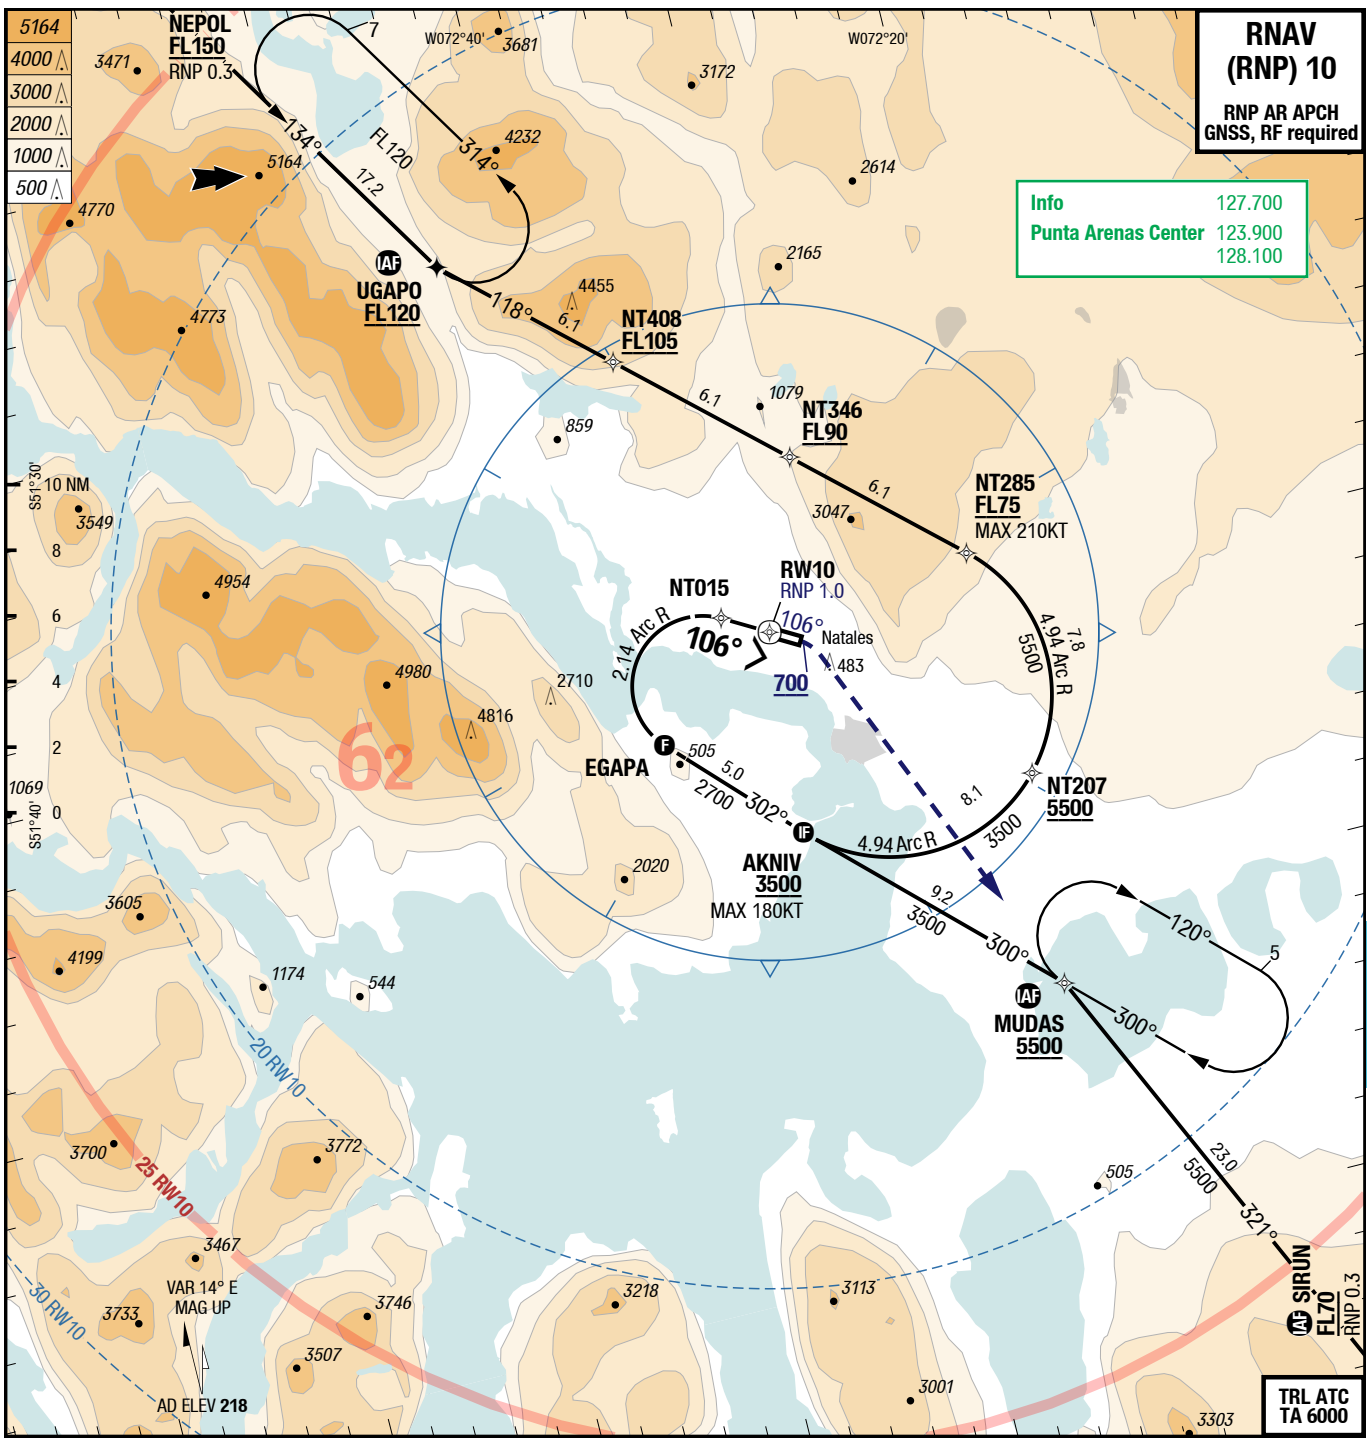 5164
4000
3000
2000
1000
500
NEPOL
FL150
RNP 0.3
3471
7
W072°40'
3681
3172
W072°20'
RNAV
(RNP) 10
RNP AR APCH
GNSS, RF required
134°
FL120
17.2
314°
4232
5164
2614
4770
Info 127.700
Punta Arenas Center 123.900
128.100
2165
IAF
UGAPO
FL120
4455
118°
6.1
NT408
FL105
4773
6.1
1079
NT346
FL90
859
S51°30'
10 NM
3549
6.1
3047
NT285
FL75
MAX 210KT
8
4954
RW10
RNP 1.0
NT015
106°
106°
Natales
483
700
2.14 Arc R
7.8
4.94 Arc R
5500
6
4
4980
2710
4816
62
2
F
EGAPA
505
5.0
2700
302°
NT207
5500
8.1
3500
4.94 Arc R
1069
0
S51°40'
IF
AKNIV
3500
MAX 180KT
2020
9.2
3500
300°
120°
5
300°
3605
4199
1174
544
IAF
MUDAS
5500
20 RW10
3700
3772
25 RW10
505
23.0
5500
321°
3467
VAR 14° E
MAG UP
30 RW10
3733
3746
3507
3218
3113
IAF SIRUN
FL70
RNP 0.3
AD ELEV 218
3001
3303
TRL ATC
TA 6000